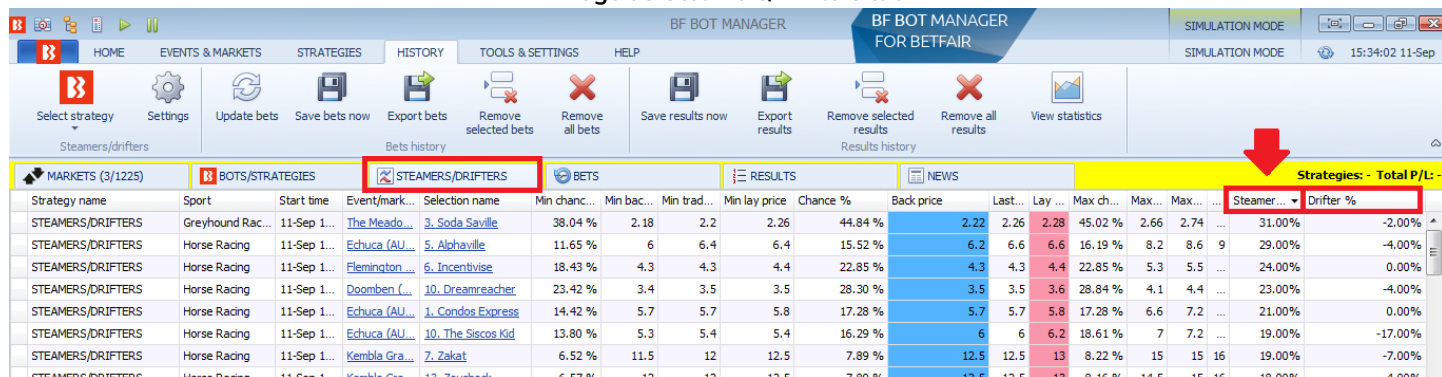 BF BOT MANAGER
BF BOT MANAGER
FOR BETFAIR
SIMULATION MODE
HOME EVENTS & MARKETS STRATEGIES HISTORY TOOLS & SETTINGS HELP SIMULATION MODE 15:34:02 11-Sep
Select strategy Settings Update bets Save bets now Export bets Remove selected bets Remove all bets Save results now Export results Remove selected results Remove all results View statistics
Steamers/drifters Bets history Results history
MARKETS (3/1225) BOTS/STRATEGIES STEAMERS/DRIFTERS BETS RESULTS NEWS Strategies: - Total P/L: -
Strategy name Sport Start time Event/mark... Selection name Min chanc... Min bac... Min trad... Min lay price Chance % Back price Last... Lay ... Max ch... Max... Max... ... Steamer... Drifter %
STEAMERS/DRIFTERS Greyhound Rac... 11-Sep 1... The Meado... 3. Soda Saville 38.04 % 2.18 2.2 2.26 44.84 % 2.22 2.26 2.28 45.02 % 2.66 2.74 ... 31.00% -2.00%
STEAMERS/DRIFTERS Horse Racing 11-Sep 1... Echuca (AU... 5. Alphaville 11.65 % 6 6.4 6.4 15.52 % 6.2 6.6 6.6 16.19 % 8.2 8.6 9 29.00% -4.00%
STEAMERS/DRIFTERS Horse Racing 11-Sep 1... Flemington ... 6. Incentivise 18.43 % 4.3 4.3 4.4 22.85 % 4.3 4.3 4.4 22.85 % 5.3 5.5 ... 24.00% 0.00%
STEAMERS/DRIFTERS Horse Racing 11-Sep 1... Doomben (... 10. Dreamreacher 23.42 % 3.4 3.5 3.5 28.30 % 3.5 3.5 3.6 28.84 % 4.1 4.4 ... 23.00% -4.00%
STEAMERS/DRIFTERS Horse Racing 11-Sep 1... Echuca (AU... 1. Condos Express 14.42 % 5.7 5.7 5.8 17.28 % 5.7 5.7 5.8 17.28 % 6.6 7.2 ... 21.00% 0.00%
STEAMERS/DRIFTERS Horse Racing 11-Sep 1... Echuca (AU... 10. The Siscos Kid 13.80 % 5.3 5.4 5.4 16.29 % 6 6 6.2 18.61 % 7 7.2 ... 19.00% -17.00%
STEAMERS/DRIFTERS Horse Racing 11-Sep 1... Kembla Gra... 7. Zakat 6.52 % 11.5 12 12.5 7.89 % 12.5 12.5 13 8.22 % 15 15 16 19.00% -7.00%